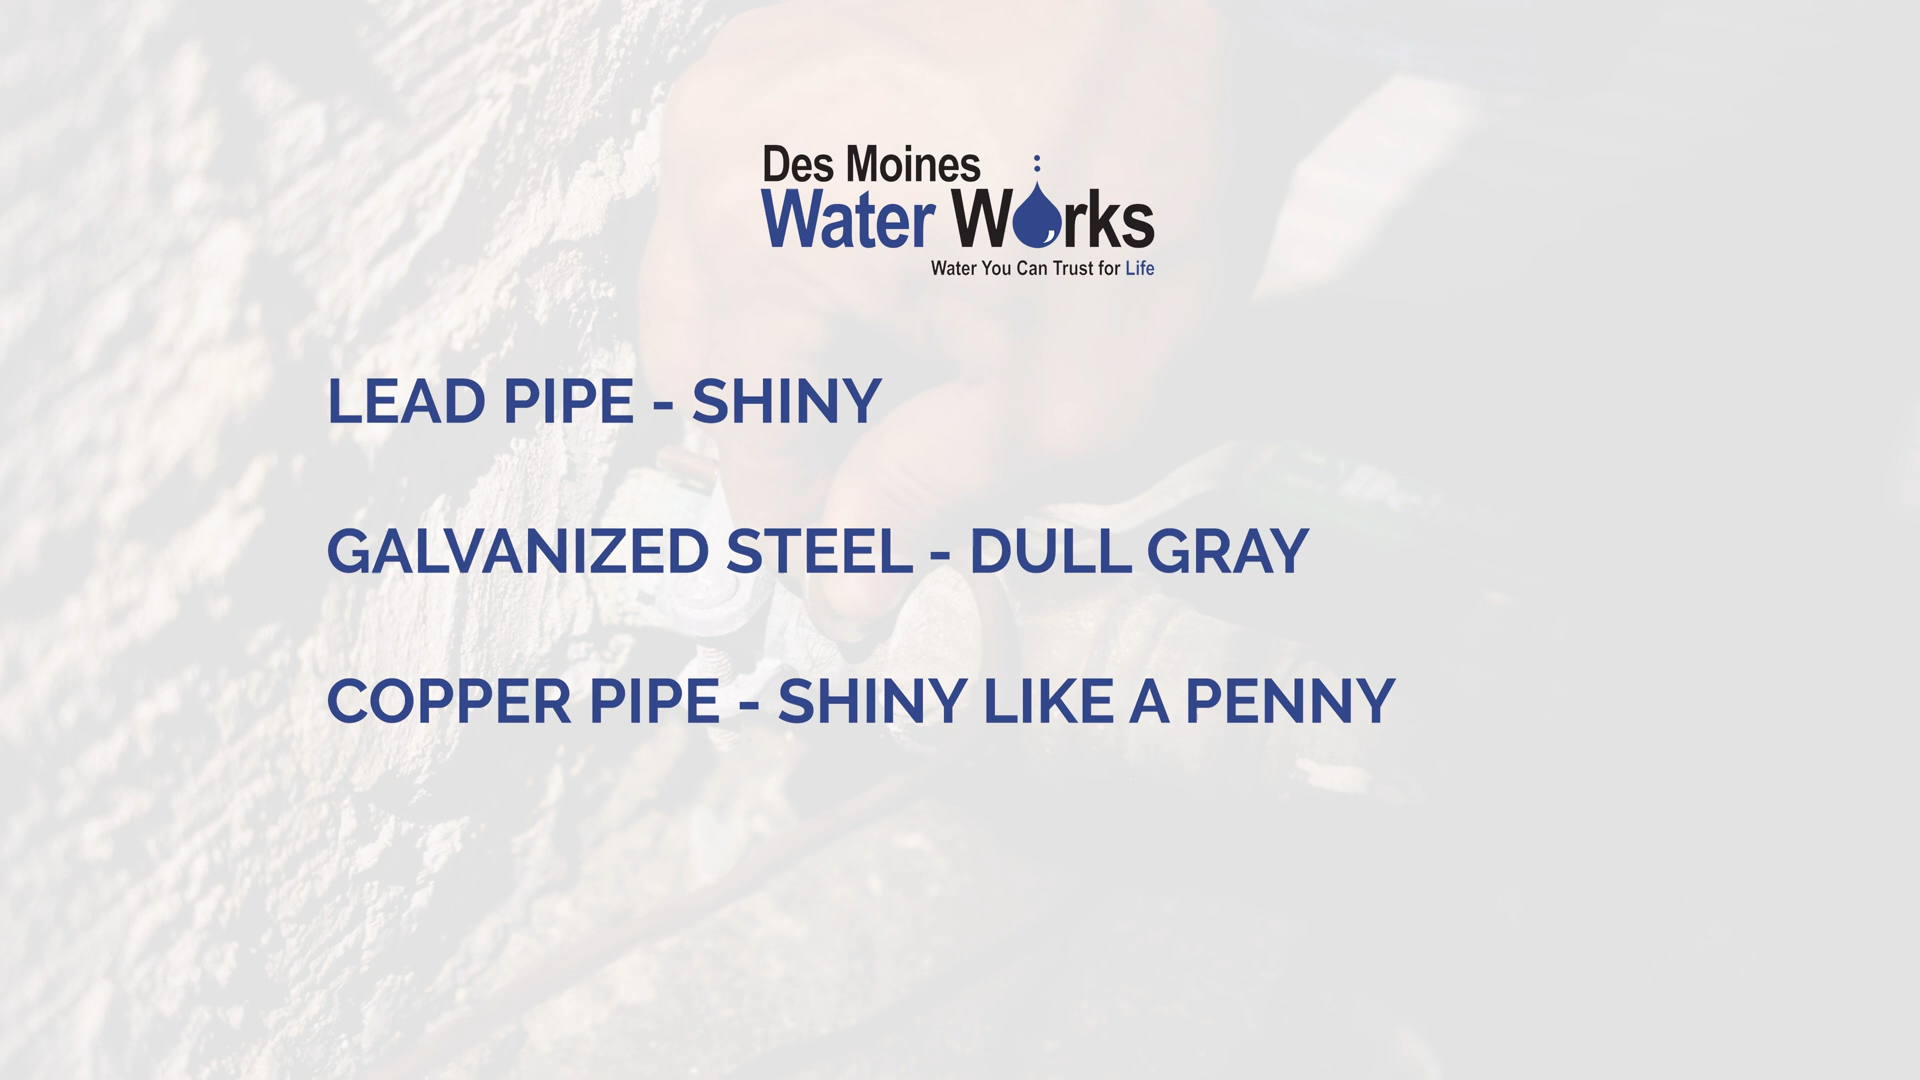 Des Moines
Water Works
Water You Can Trust for Life
LEAD PIPE - SHINY
GALVANIZED STEEL - DULL GRAY
COPPER PIPE - SHINY LIKE A PENNY